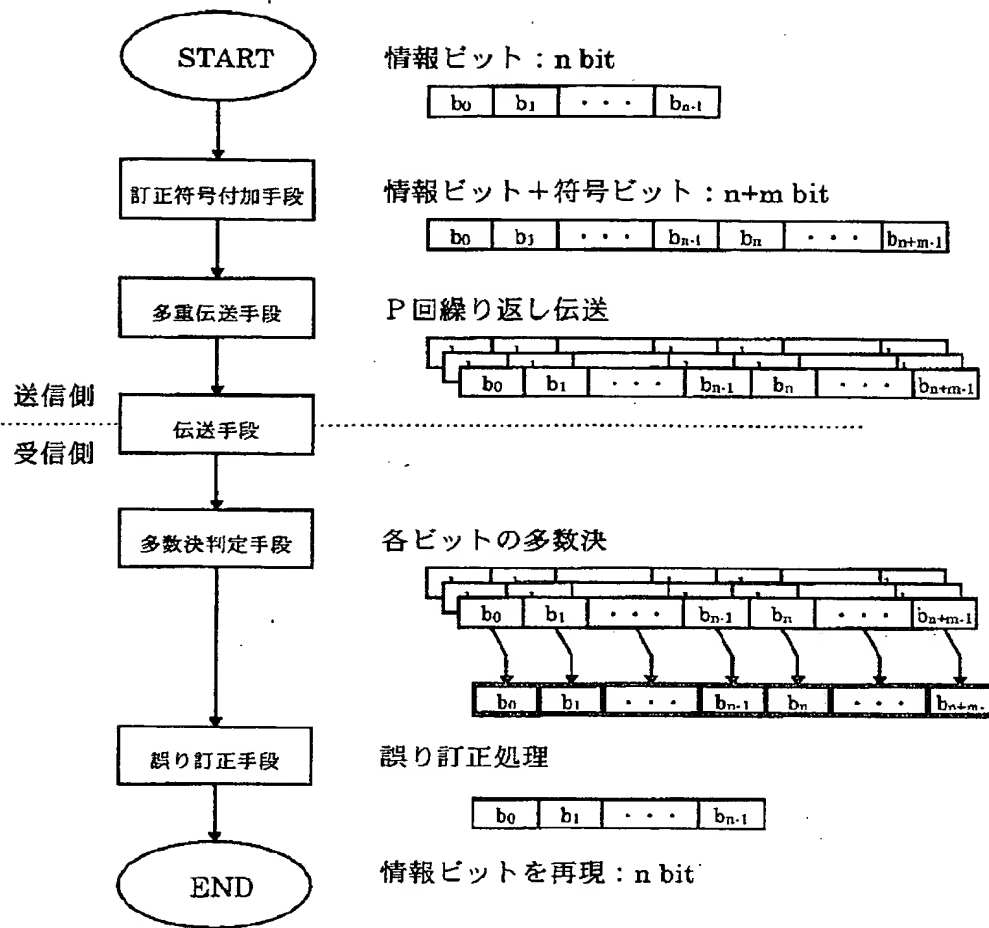 START
情報ビット：n bit
b0 b1 ・・・ bn-1
訂正符号付加手段
情報ビット＋符号ビット：n+m bit
b0 b1 ・・・ bn-1 bn ・・・ bn+m-1
多重伝送手段
P回繰り返し伝送
b0 b1 ・・・ bn-1 bn ・・・ bn+m-1
送信側
伝送手段
受信側
多数決判定手段
各ビットの多数決
b0 b1 ・・・ bn-1 bn ・・・ bn+m-1
b0 b1 ・・・ bn-1 bn ・・・ bn+m-
誤り訂正手段
誤り訂正処理
b0 b1 ・・・ bn-1
END
情報ビットを再現：n bit